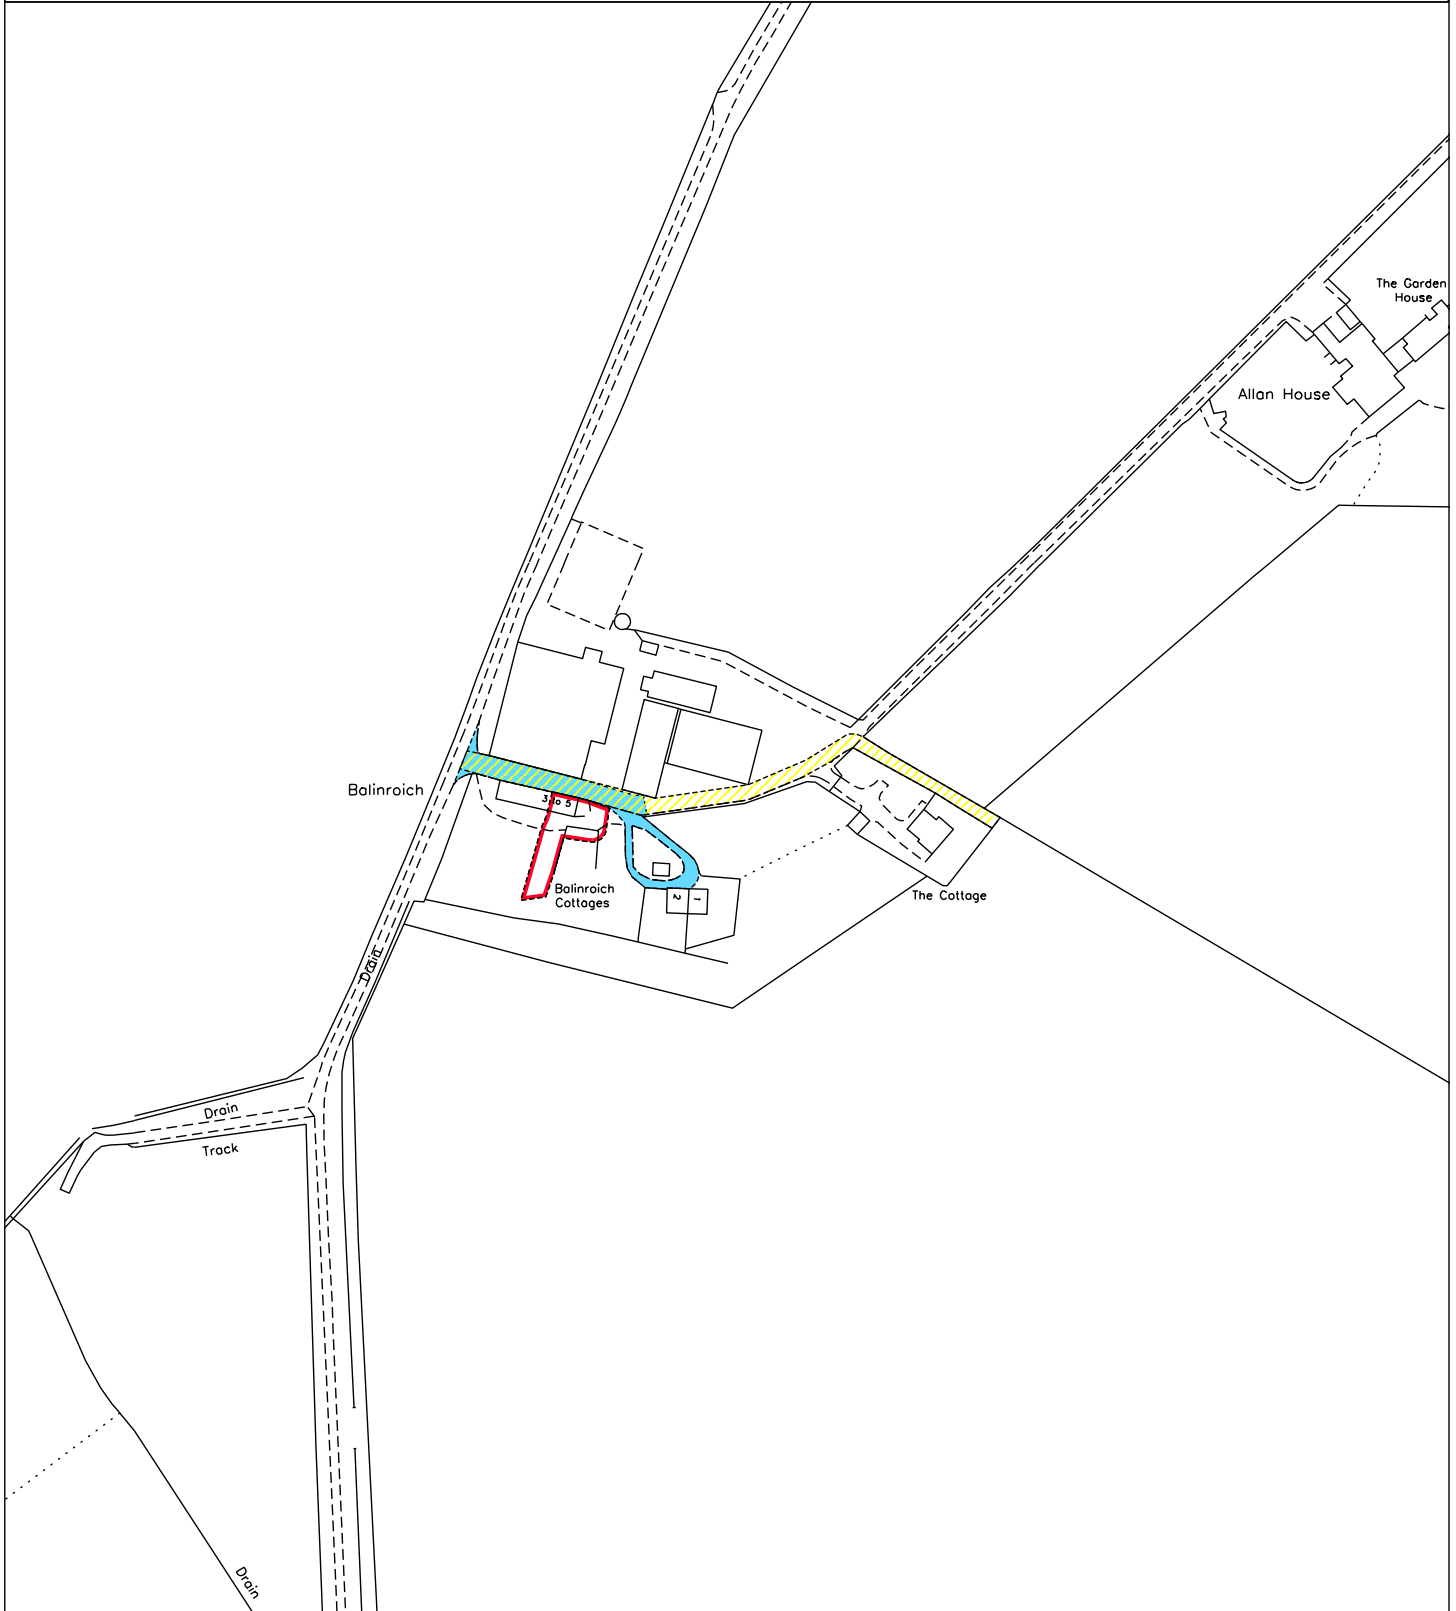 The Garden
House
Allan House
Balinroich
3 to 5
Balinroich
Cottages
2
1
The Cottage
Drain
Drain
Track
Drain